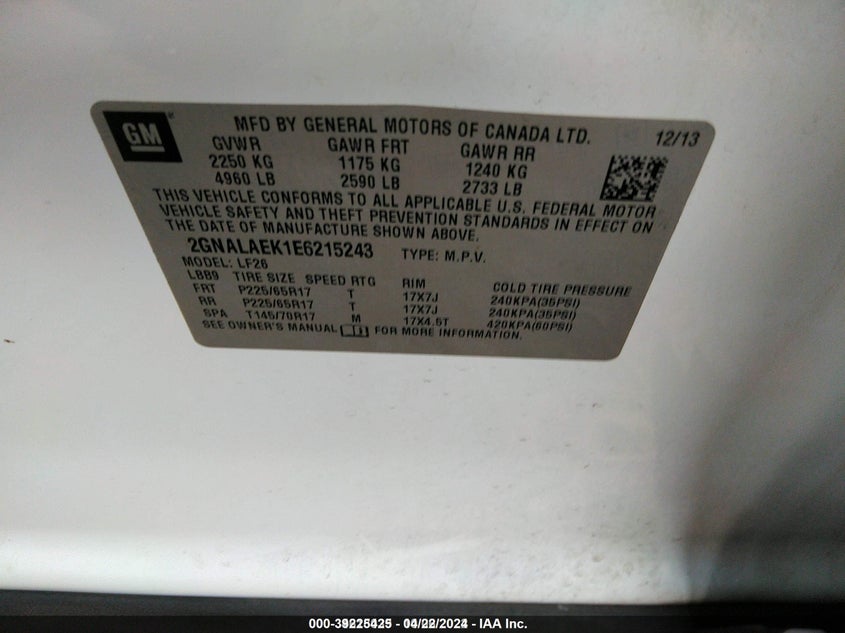 GM
MFD BY GENERAL MOTORS OF CANADA LTD. 12/13
GVWR GAWR FRT GAWR RR
2250 KG 1175 KG 1240 KG
4960 LB 2590 LB 2733 LB
THIS VEHICLE CONFORMS TO ALL APPLICABLE U.S. FEDERAL MOTOR
VEHICLE SAFETY AND THEFT PREVENTION STANDARDS IN EFFECT ON
THE DATE OF MANUFACTURE SHOWN ABOVE.
2GNALAEK1E6215243 TYPE: M.P.V.
MODEL: LF26
LBB9 TIRE SIZE SPEED RTG RIM COLD TIRE PRESSURE
FRT P225/65R17 T 17X7J 240KPA(35PSI)
RR P225/65R17 T 17X7J 240KPA(35PSI)
SPA T145/70R17 M 17X4.5T 420KPA(60PSI)
SEE OWNER'S MANUAL FOR MORE INFORMATION.
- IAA Inc.